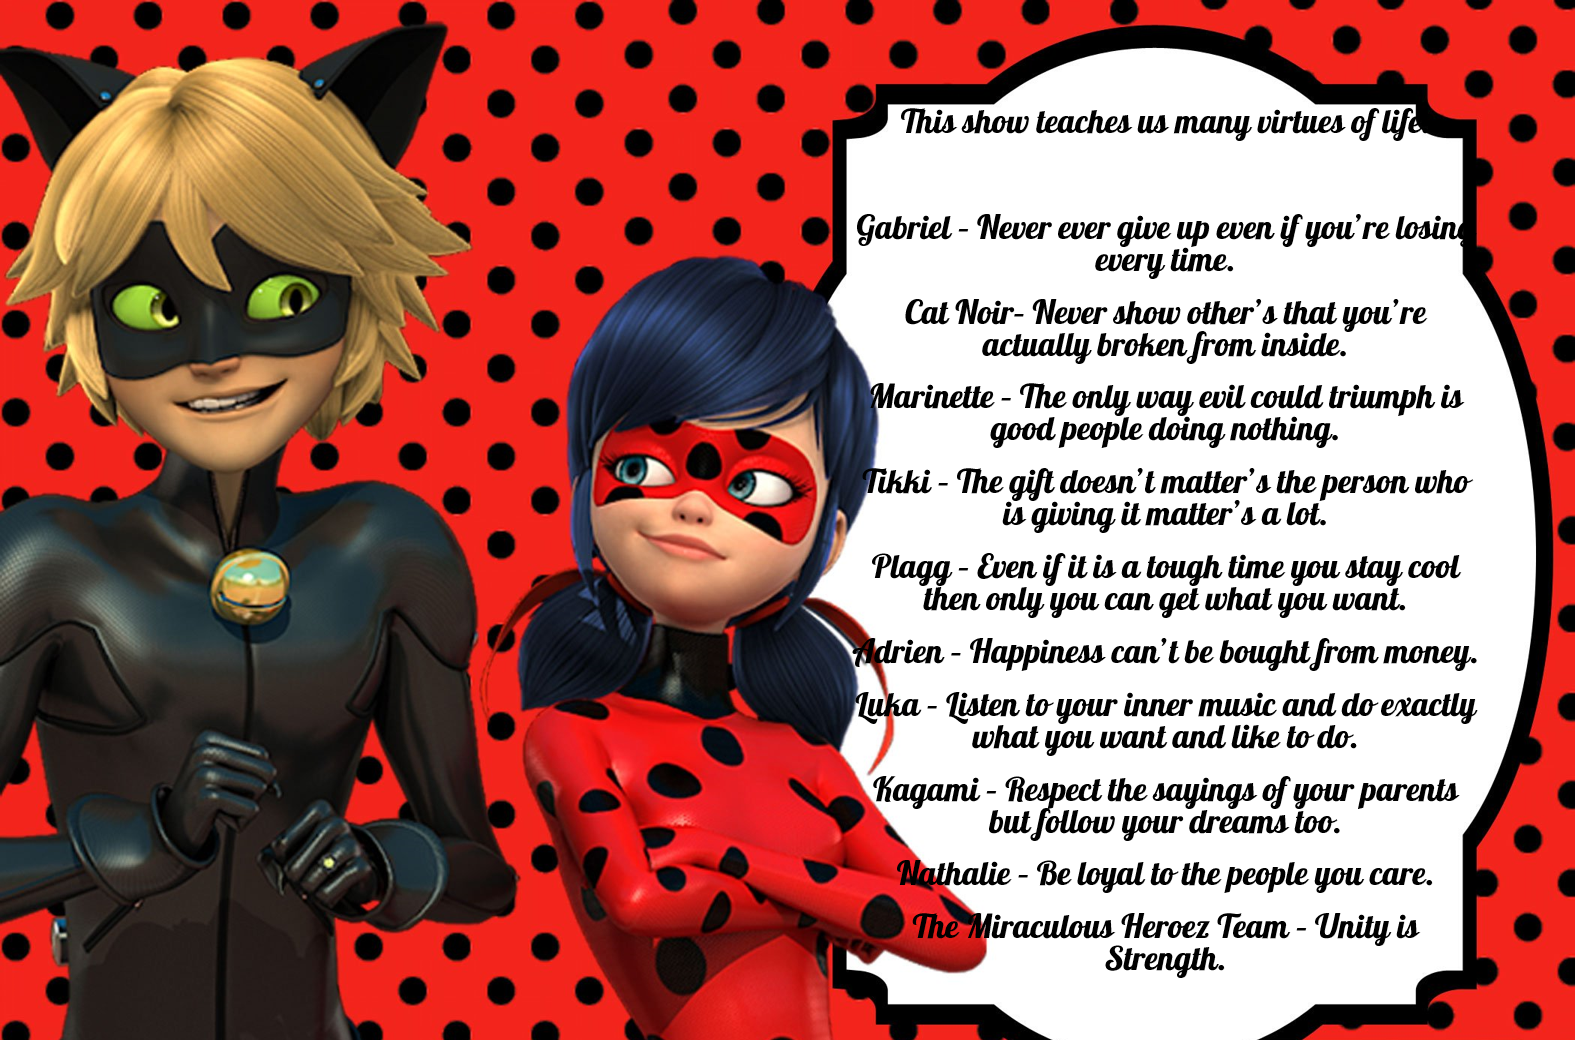 This show teaches us many virtues of life.
Gabriel - Never ever give up even if you're losing
every time.
Cat Noir- Never show other's that you're
actually broken from inside.
Marinette - The only way evil could triumph is
good people doing nothing.
Tikki - The gift doesn't matter's the person who
is giving it matter's a lot.
Plagg - Even if it is a tough time you stay cool
then only you can get what you want.
Adrien - Happiness can't be bought from money.
Luka - Listen to your inner music and do exactly
what you want and like to do.
Kagami - Respect the sayings of your parents
but follow your dreams too.
Nathalie - Be loyal to the people you care.
The Miraculous Heroez Team - Unity is
Strength.